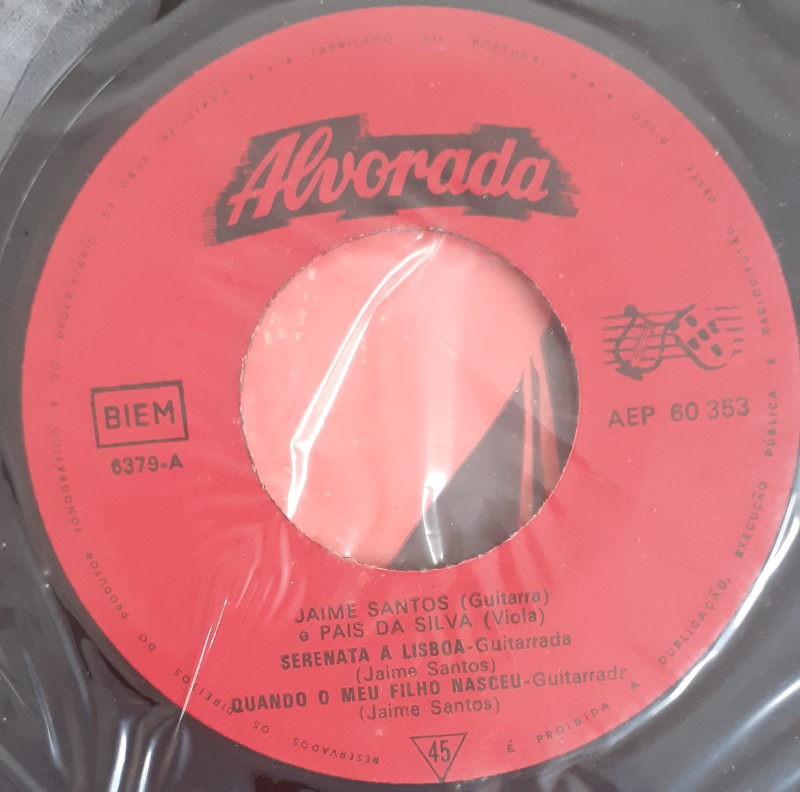 Alvorada
BIEM
6379-A
AEP 60 353
JAIME SANTOS (Guitarra)
e PAIS DA SILVA (Viola)
SERENATA A LISBOA-Guitarrada
(Jaime Santos)
QUANDO O MEU FILHO NASCEU-Guitarrada
(Jaime Santos)
45
RESERVADOS OS DIREITOS DO PRODUTOR FONOGRÁFICO E DO PROPRIETÁRIO DA OBRA REGISTADA * * * FABRICADO EM PORTUGAL * * * DISCO
É PROIBIDA A DUPLICAÇÃO, EXECUÇÃO PÚBLICA E RADIODIFUSÃO DESTE